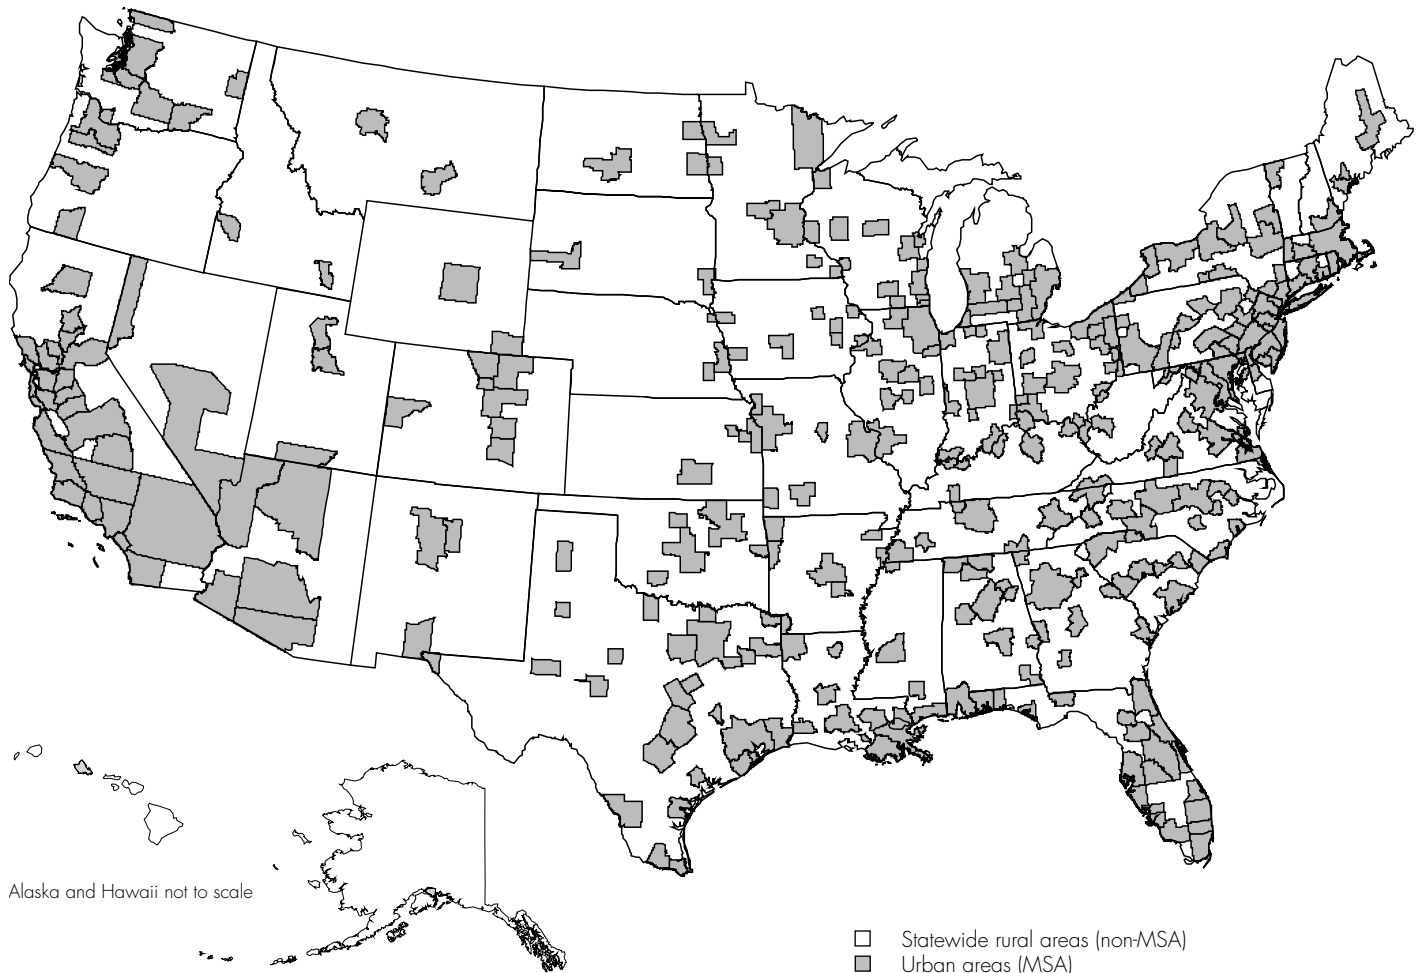 Alaska and Hawaii not to scale
Statewide rural areas (non-MSA)
Urban areas (MSA)